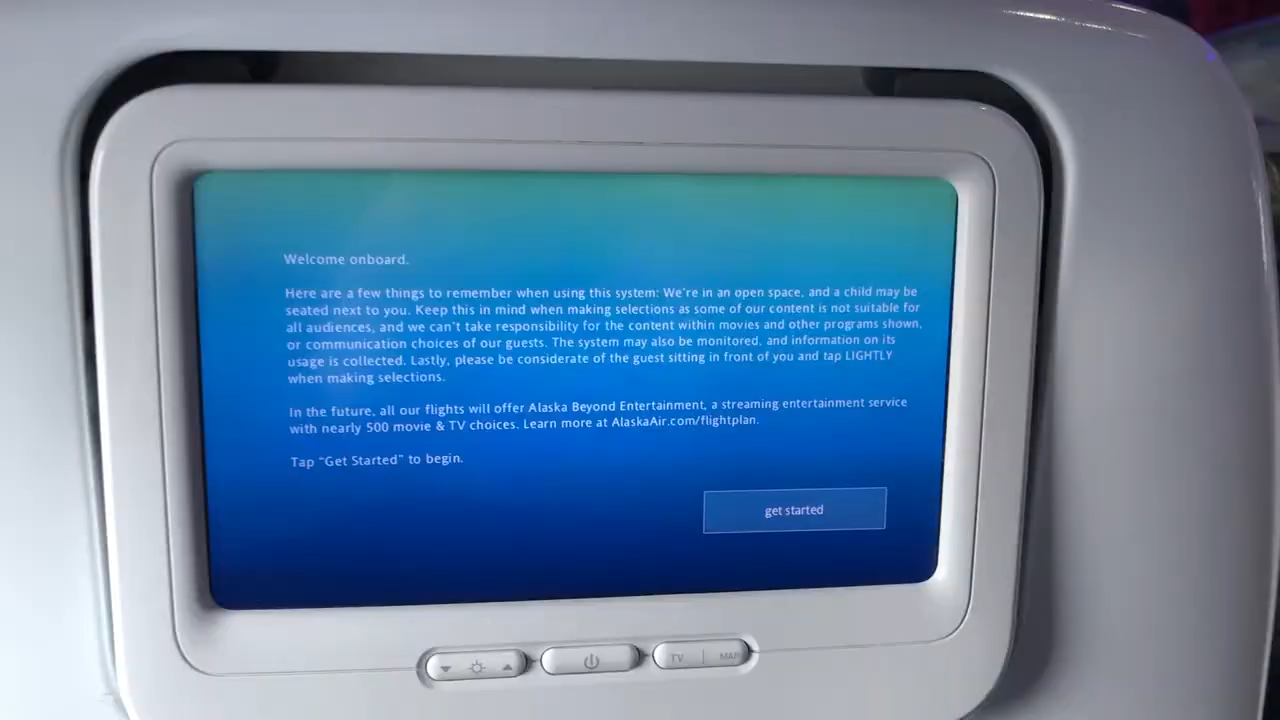 Welcome onboard.
Here are a few things to remember when using this system: We're in an open space, and a child may be
seated next to you. Keep this in mind when making selections as some of our content is not suitable for
all audiences, and we can't take responsibility for the content within movies and other programs shown,
or communication choices of our guests. The system may also be monitored, and information on its
usage is collected. Lastly, please be considerate of the guest sitting in front of you and tap LIGHTLY
when making selections.
In the future, all our flights will offer Alaska Beyond Entertainment, a streaming entertainment service
with nearly 500 movie & TV choices. Learn more at AlaskaAir.com/flightplan.
Tap “Get Started” to begin.
get started
TV | MAP